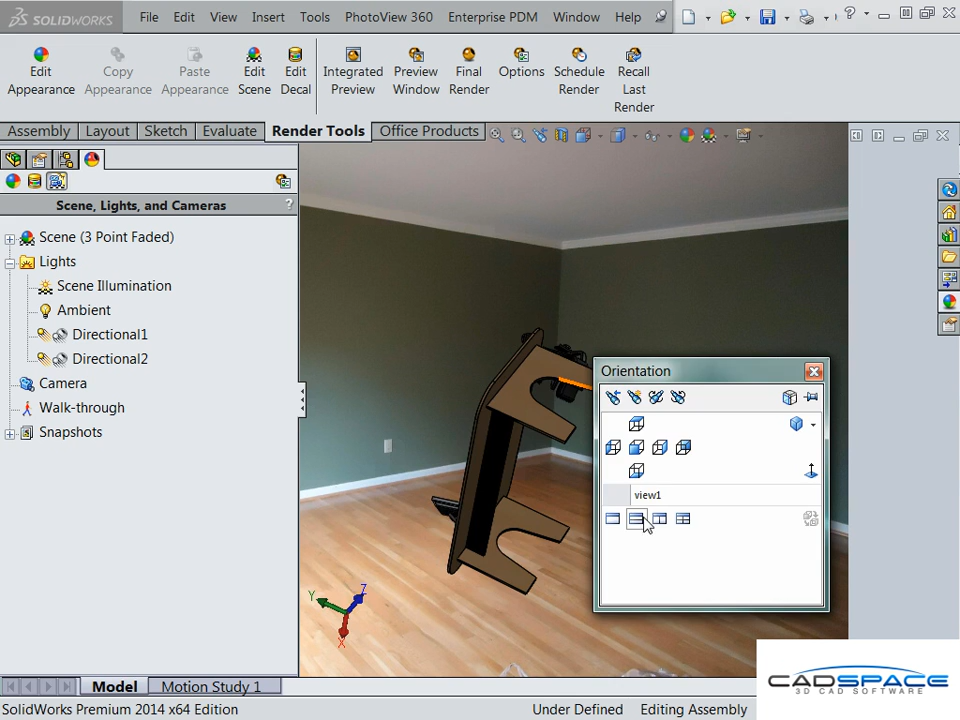 SOLIDWORKS File Edit View Insert Tools PhotoView 360 Enterprise PDM Window Help ?
Edit Appearance
Copy Appearance
Paste Appearance
Edit Scene
Edit Decal
Integrated Preview
Preview Window
Final Render
Options
Schedule Render
Recall Last Render
Assembly Layout Sketch Evaluate Render Tools Office Products
Scene, Lights, and Cameras ?
Scene (3 Point Faded)
Lights
Scene Illumination
Ambient
Directional1
Directional2
Camera
Walk-through
Snapshots
Orientation
view1
Y Z
X
Model Motion Study 1
SolidWorks Premium 2014 x64 Edition Under Defined Editing Assembly
CADSPACE
3D CAD SOFTWARE